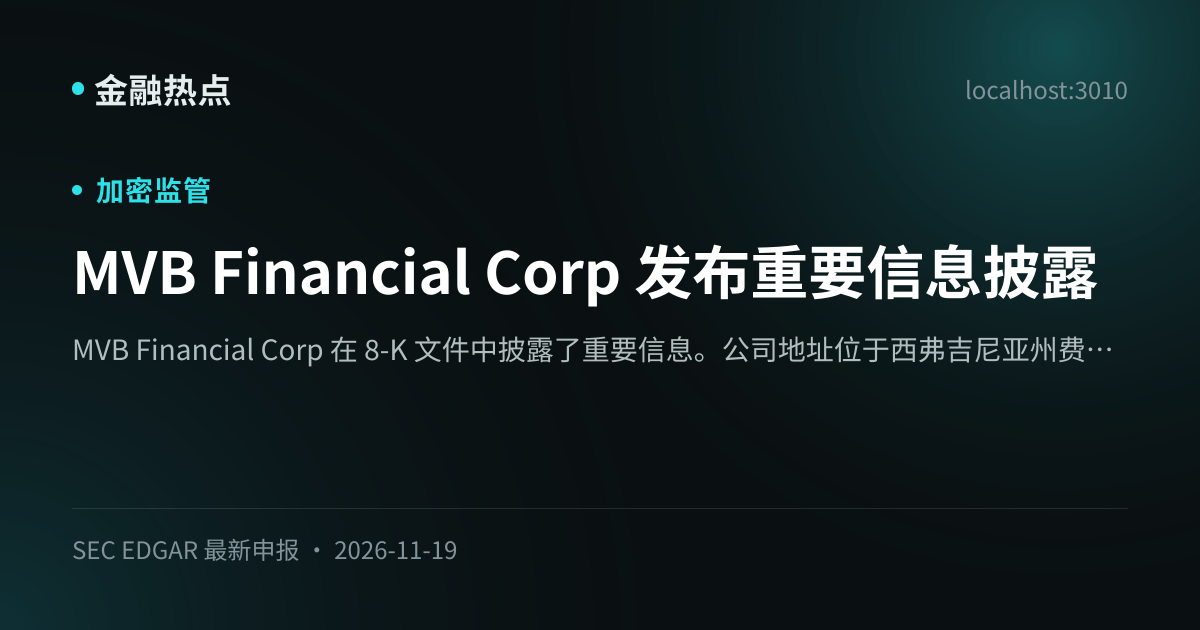 金融热点
localhost:3010
加密监管
MVB Financial Corp 发布重要信息披露
MVB Financial Corp 在 8-K 文件中披露了重要信息。公司地址位于西弗吉尼亚州费…
SEC EDGAR 最新申报 • 2026-11-19